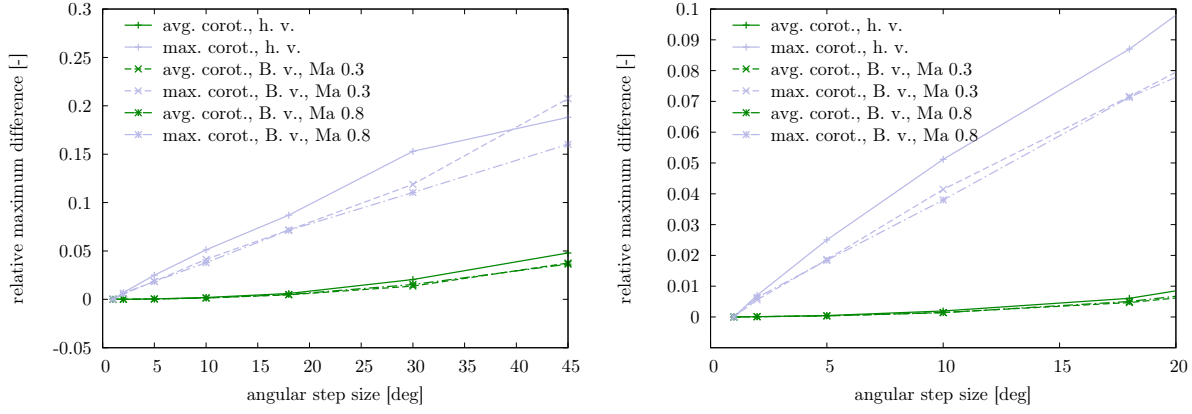 relative maximum difference [-]
0.3
0.25
0.2
0.15
0.1
0.05
0
-0.05
avg. corot., h. v.
max. corot., h. v.
avg. corot., B. v., Ma 0.3
max. corot., B. v., Ma 0.3
avg. corot., B. v., Ma 0.8
max. corot., B. v., Ma 0.8
0 5 10 15 20 25 30 35 40 45
angular step size [deg]
relative maximum difference [-]
0.1
0.09
0.08
0.07
0.06
0.05
0.04
0.03
0.02
0.01
0
avg. corot., h. v.
max. corot., h. v.
avg. corot., B. v., Ma 0.3
max. corot., B. v., Ma 0.3
avg. corot., B. v., Ma 0.8
max. corot., B. v., Ma 0.8
0 5 10 15 20
angular step size [deg]